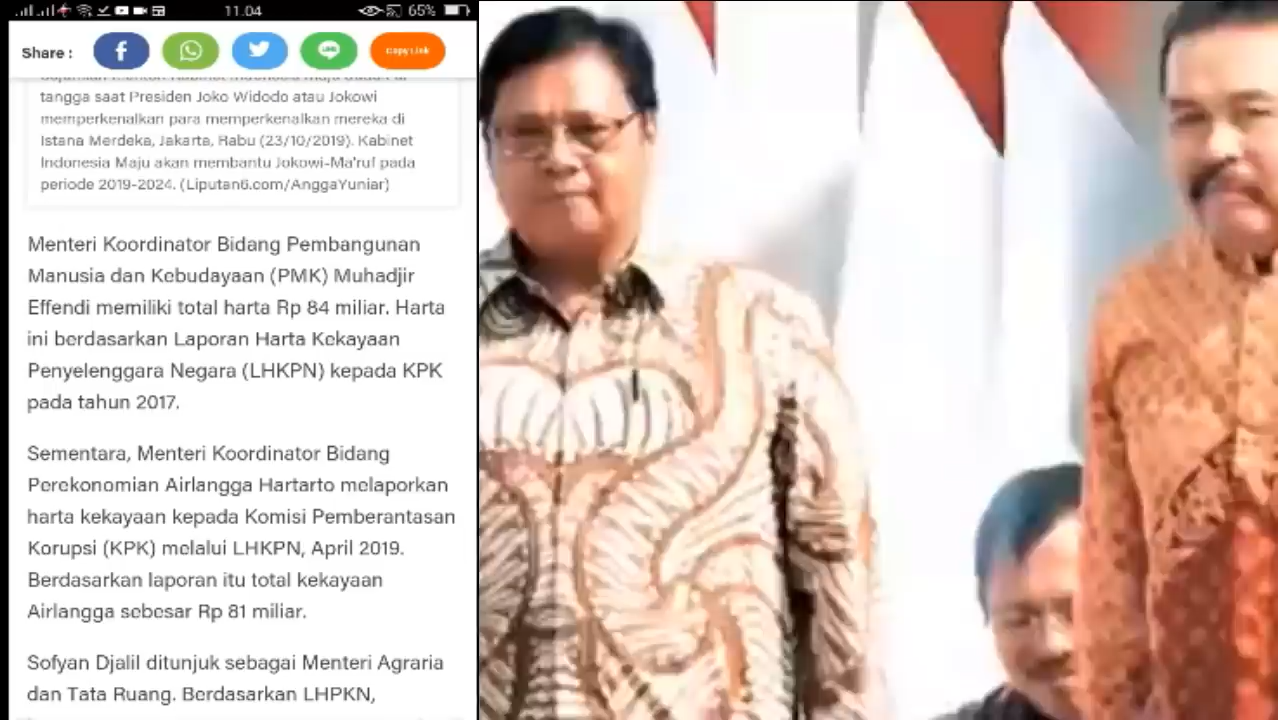 11.04
65%
Share :
Copy Link
tangga saat Presiden Joko Widodo atau Jokowi
memperkenalkan para memperkenalkan mereka di
Istana Merdeka, Jakarta, Rabu (23/10/2019). Kabinet
Indonesia Maju akan membantu Jokowi-Ma'ruf pada
periode 2019-2024. (Liputan6.com/AnggaYuniar)
Menteri Koordinator Bidang Pembangunan
Manusia dan Kebudayaan (PMK) Muhadjir
Effendi memiliki total harta Rp 84 miliar. Harta
ini berdasarkan Laporan Harta Kekayaan
Penyelenggara Negara (LHKPN) kepada KPK
pada tahun 2017.
Sementara, Menteri Koordinator Bidang
Perekonomian Airlangga Hartarto melaporkan
harta kekayaan kepada Komisi Pemberantasan
Korupsi (KPK) melalui LHKPN, April 2019.
Berdasarkan laporan itu total kekayaan
Airlangga sebesar Rp 81 miliar.
Sofyan Djalil ditunjuk sebagai Menteri Agraria
dan Tata Ruang. Berdasarkan LHPKN,